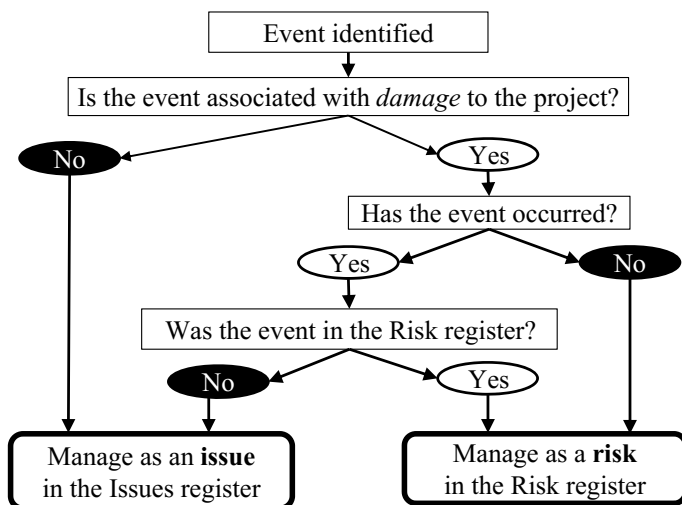 Event identified
Is the event associated with damage to the project?
No
Yes
Has the event occurred?
Yes
No
Was the event in the Risk register?
No
Yes
Manage as an issue
in the Issues register
Manage as a risk
in the Risk register